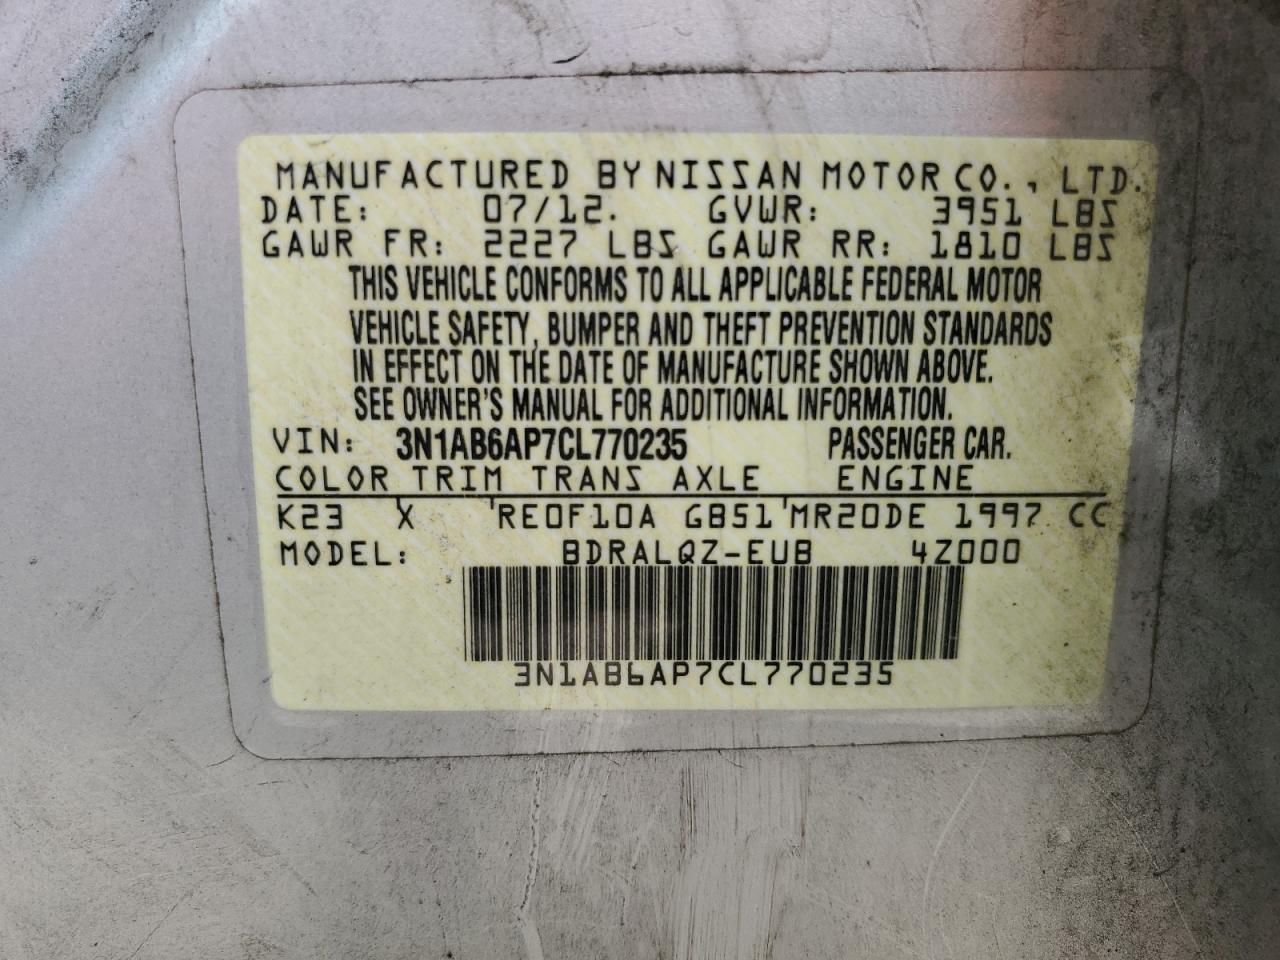 MANUFACTURED BY NISSAN MOTOR CO., LTD.
DATE: 07/12. GVWR: 3951 LBS
GAWR FR: 2227 LBS GAWR RR: 1810 LBS
THIS VEHICLE CONFORMS TO ALL APPLICABLE FEDERAL MOTOR
VEHICLE SAFETY, BUMPER AND THEFT PREVENTION STANDARDS
IN EFFECT ON THE DATE OF MANUFACTURE SHOWN ABOVE.
SEE OWNER'S MANUAL FOR ADDITIONAL INFORMATION.
VIN: 3N1AB6AP7CL770235 PASSENGER CAR.
COLOR TRIM TRANS AXLE ENGINE
K23 X RE0F10A GB51 MR20DE 1997 CC
MODEL: BDRALQZ-EUB 4Z000
3N1AB6AP7CL770235